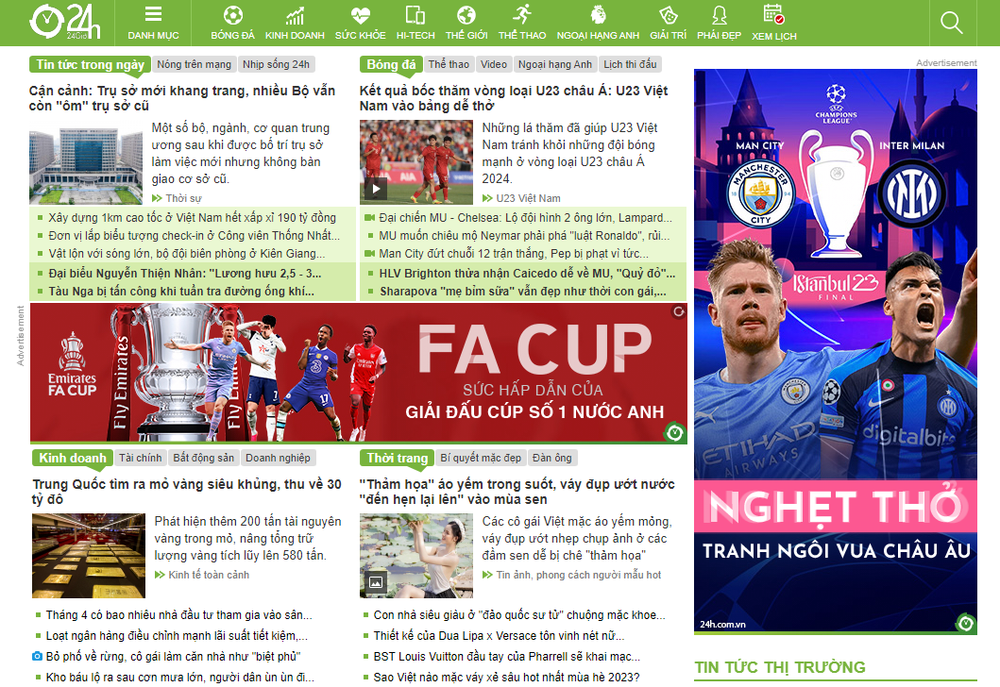 24h
24Giờ
DANH MỤC
BÓNG ĐÁ
KINH DOANH
SỨC KHỎE
HI-TECH
THẾ GIỚI
THỂ THAO
NGOẠI HẠNG ANH
GIẢI TRÍ
PHÁI ĐẸP
XEM LỊCH
Tin tức trong ngày Nóng trên mạng Nhịp sống 24h
Cận cảnh: Trụ sở mới khang trang, nhiều Bộ vẫn
còn "ôm" trụ sở cũ
Một số bộ, ngành, cơ quan trung
ương sau khi được bố trí trụ sở
làm việc mới nhưng không bàn
giao cơ sở cũ.
Thời sự
Xây dựng 1km cao tốc ở Việt Nam hết xấp xỉ 190 tỷ đồng
Đơn vị lắp biểu tượng check-in ở Công viên Thống Nhất...
Vật lộn với sóng lớn, bộ đội biên phòng ở Kiên Giang...
Đại biểu Nguyễn Thiện Nhân: "Lương hưu 2,5 - 3...
Tàu Nga bị tấn công khi tuần tra đường ống khí...
Bóng đá Thể thao Video Ngoại hạng Anh Lịch thi đấu
Kết quả bốc thăm vòng loại U23 châu Á: U23 Việt
Nam vào bảng dễ thở
Những lá thăm đã giúp U23 Việt
Nam tránh khỏi những đội bóng
mạnh ở vòng loại U23 châu Á
2024.
U23 Việt Nam
Đại chiến MU - Chelsea: Lộ đội hình 2 ông lớn, Lampard...
MU muốn chiêu mộ Neymar phải phá "luật Ronaldo", rủi...
Man City đứt chuỗi 12 trận thắng, Pep bị phạt vì tức...
HLV Brighton thừa nhận Caicedo dễ về MU, "Quỷ đỏ"...
Sharapova "mẹ bỉm sữa" vẫn đẹp như thời con gái,...
Advertisement
Emirates
FA CUP
Fly Emirates
Fly E
FA CUP
SỨC HẤP DẪN CỦA
GIẢI ĐẤU CÚP SỐ 1 NƯỚC ANH
Kinh doanh Tài chính Bất động sản Doanh nghiệp
Trung Quốc tìm ra mỏ vàng siêu khủng, thu về 30
tỷ đô
Phát hiện thêm 200 tấn tài nguyên
vàng trong mỏ, nâng tổng trữ
lượng vàng tích lũy lên 580 tấn.
Kinh tế toàn cảnh
Tháng 4 có bao nhiêu nhà đầu tư tham gia vào sân...
Loạt ngân hàng điều chỉnh mạnh lãi suất tiết kiệm,...
Bỏ phố về rừng, cô gái làm căn nhà như "biệt phủ"
Kho báu lộ ra sau cơn mưa lớn, người dân ùn ùn đi...
Thời trang Bí quyết mặc đẹp Đàn ông
"Thảm họa" áo yếm trong suốt, váy đụp ướt nước
"đến hẹn lại lên" vào mùa sen
Các cô gái Việt mặc áo yếm mỏng,
váy đụp ướt nhẹp chụp ảnh ở các
đầm sen dễ bị chê "thảm họa"
Tin ảnh, phong cách người mẫu hot
Con nhà siêu giàu ở "đảo quốc sư tử" chuộng mặc khoe...
Thiết kế của Dua Lipa x Versace tôn vinh nét nữ...
BST Louis Vuitton đầu tay của Pharrell sẽ khai mạc...
Sao Việt nào mặc váy xẻ sâu hot nhất mùa hè 2023?
Advertisement
CHAMPIONS
LEAGUE
MAN CITY
INTER MILAN
MANCHESTER
18 94
CITY
Istanbul 23
FINAL
ETIHAD
AIRWAYS
digitalbits
NGHẸT THỞ
TRANH NGÔI VUA CHÂU ÂU
24h.com.vn
TIN TỨC THỊ TRƯỜNG